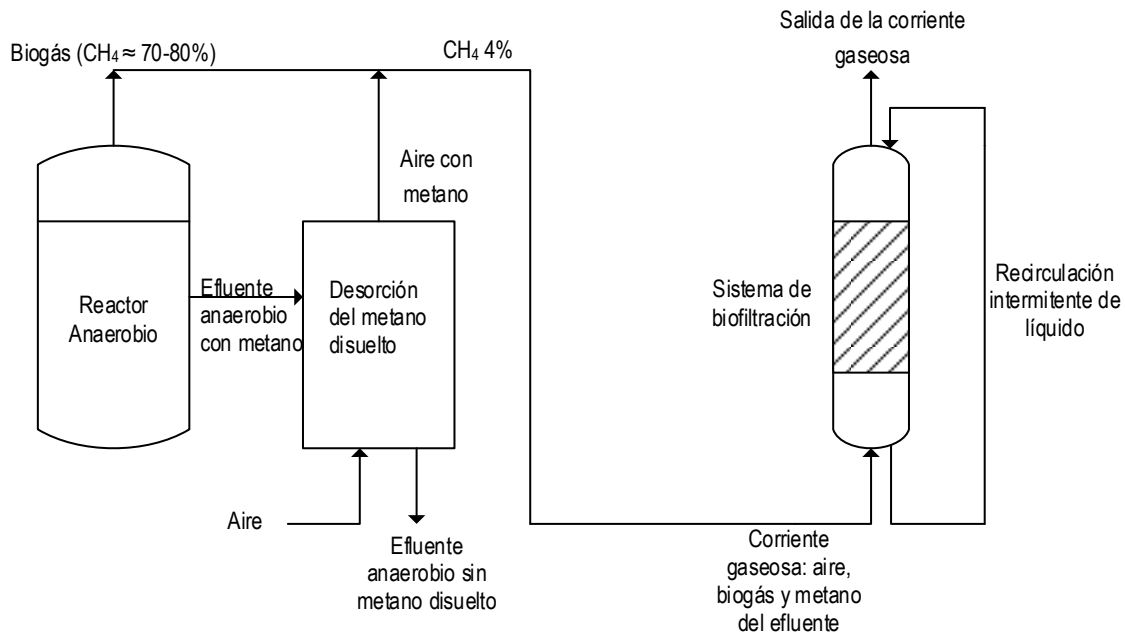 Salida de la corriente
gaseosa
Biogás (CH₄ ≈ 70-80%)
CH₄ 4%
Aire con
metano
Reactor
Anaerobio
Efluente
anaerobio
con metano
Desorción
del metano
disuelto
Sistema de
biofiltración
Recirculación
intermitente de
líquido
Aire
Efluente
anaerobio sin
metano disuelto
Corriente
gaseosa: aire,
biogás y metano
del efluente